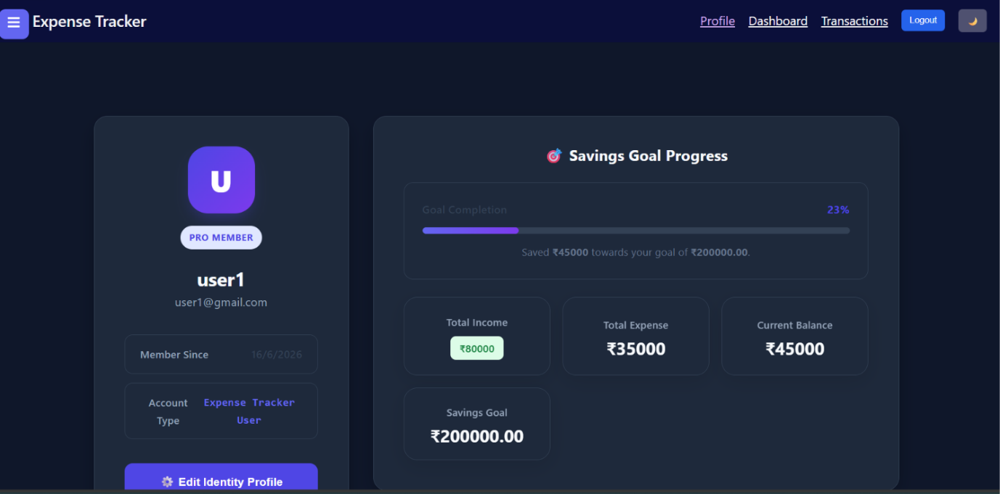 Expense Tracker
Profile
Dashboard
Transactions
Logout
U
PRO MEMBER
user1
user1@gmail.com
Member Since
16/6/2026
Account
Type
Expense Tracker
User
Edit Identity Profile
Savings Goal Progress
Goal Completion
23%
Saved ₹45000 towards your goal of ₹200000.00.
Total Income
₹80000
Total Expense
₹35000
Current Balance
₹45000
Savings Goal
₹200000.00